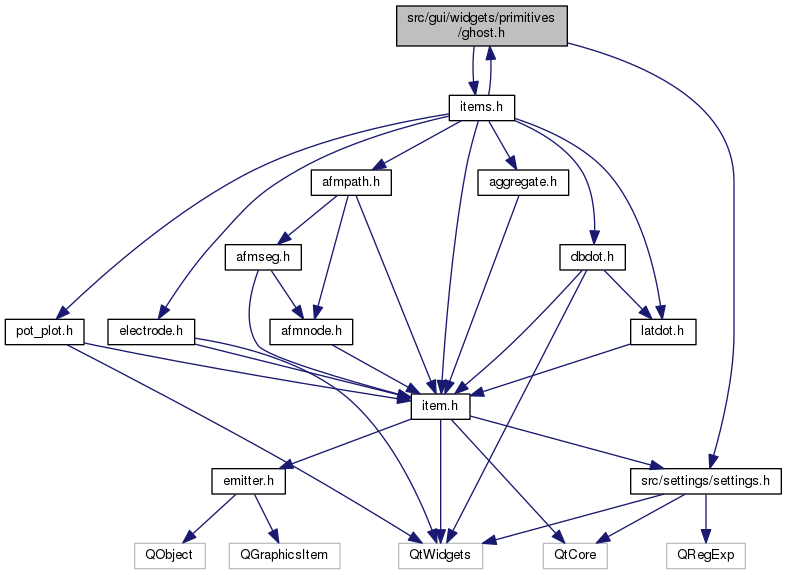 src/gui/widgets/primitives
/ghost.h
items.h
afmpath.h
aggregate.h
afmseg.h
dbdot.h
pot_plot.h
electrode.h
afmnode.h
latdot.h
item.h
emitter.h
src/settings/settings.h
QObject
QGraphicsItem
QtWidgets
QtCore
QRegExp